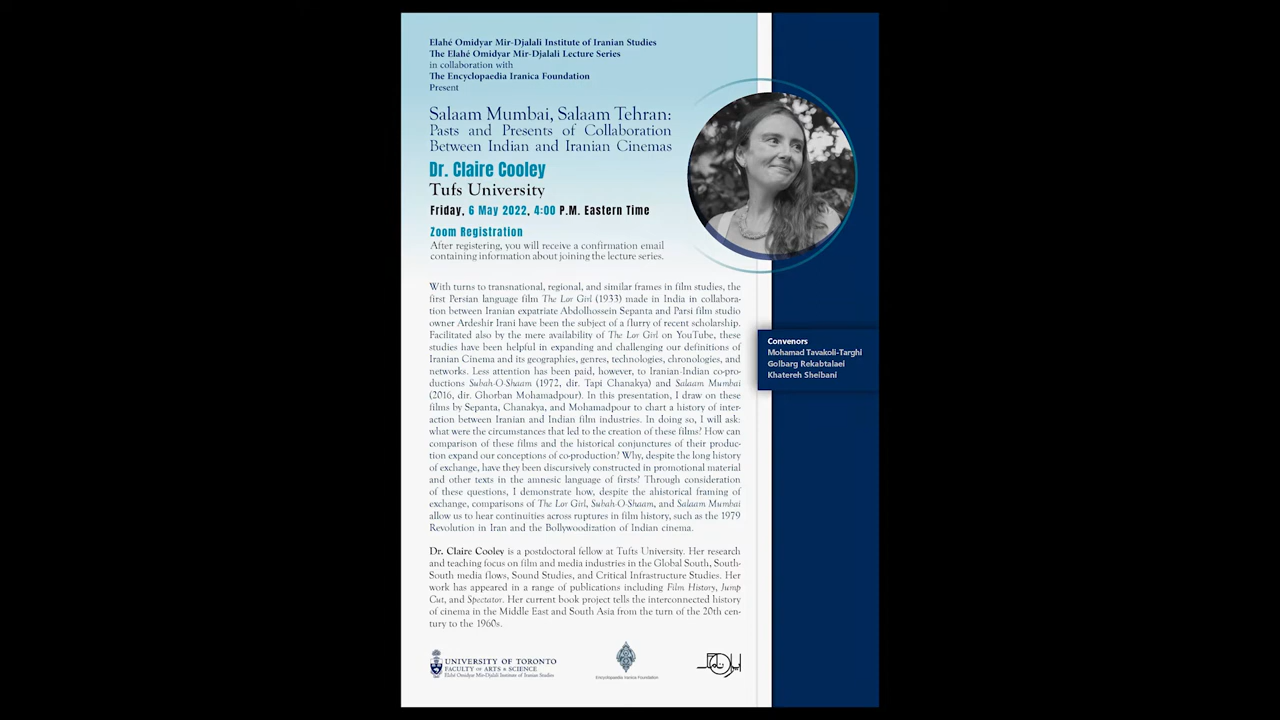 Elahé Omidyar Mir-Djalali Institute of Iranian Studies
The Elahé Omidyar Mir-Djalali Lecture Series
in collaboration with
The Encyclopaedia Iranica Foundation
Present
Salaam Mumbai, Salaam Tehran:
Pasts and Presents of Collaboration
Between Indian and Iranian Cinemas
Dr. Claire Cooley
Tufs University
Friday, 6 May 2022, 4:00 P.M. Eastern Time
Zoom Registration
After registering, you will receive a confirmation email
containing information about joining the lecture series.
With turns to transnational, regional, and similar frames in film studies, the
first Persian language film The Lor Girl (1933) made in India in collabora-
tion between Iranian expatriate Abdolhossein Sepanta and Parsi film studio
owner Ardeshir Irani have been the subject of a flurry of recent scholarship.
Facilitated also by the mere availability of The Lor Girl on YouTube, these
studies have been helpful in expanding and challenging our definitions of
Iranian Cinema and its geographies, genres, technologies, chronologies, and
networks. Less attention has been paid, however, to Iranian-Indian co-pro-
ductions Subah-O-Shaam (1972, dir. Tapi Chanakya) and Salaam Mumbai
(2016, dir. Ghorban Mohamadpour). In this presentation, I draw on these
films by Sepanta, Chanakya, and Mohamadpour to chart a history of inter-
action between Iranian and Indian film industries. In doing so, I will ask:
what were the circumstances that led to the creation of these films? How can
comparison of these films and the historical conjunctures of their produc-
tion expand our conceptions of co-production? Why, despite the long history
of exchange, have they been discursively constructed in promotional material
and other texts in the amnesic language of firsts? Through consideration
of these questions, I demonstrate how, despite the ahistorical framing of
exchange, comparisons of The Lor Girl, Subah-O-Shaam, and Salaam Mumbai
allow us to hear continuities across ruptures in film history, such as the 1979
Revolution in Iran and the Bollywoodization of Indian cinema.
Dr. Claire Cooley is a postdoctoral fellow at Tufts University. Her research
and teaching focus on film and media industries in the Global South, South-
South media flows, Sound Studies, and Critical Infrastructure Studies. Her
work has appeared in a range of publications including Film History, Jump
Cut, and Spectator. Her current book project tells the interconnected history
of cinema in the Middle East and South Asia from the turn of the 20th cen-
tury to the 1960s.
Convenors
Mohamad Tavakoli-Targhi
Golbarg Rekabtalaei
Khatereh Sheibani
UNIVERSITY OF TORONTO
FACULTY OF ARTS & SCIENCE
Elahé Omidyar Mir-Djalali Institute of Iranian Studies
Encyclopaedia Iranica Foundation